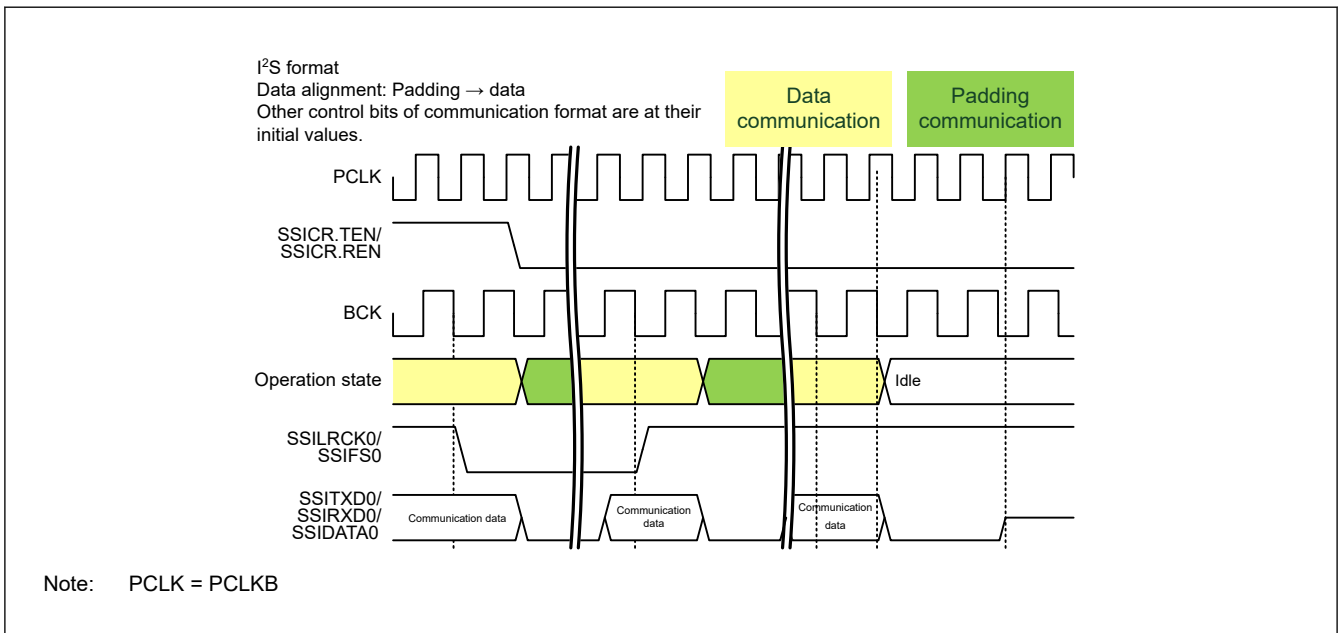 I²S format
Data alignment: Padding → data
Other control bits of communication format are at their
initial values.
Data
communication
Padding
communication
PCLK
SSICR.TEN/
SSICR.REN
BCK
Operation state
Idle
SSILRCK0/
SSIFS0
SSITXD0/
SSIRXD0/
SSIDATA0
Communication data
Communication
data
Communication
data
Note: PCLK = PCLKB